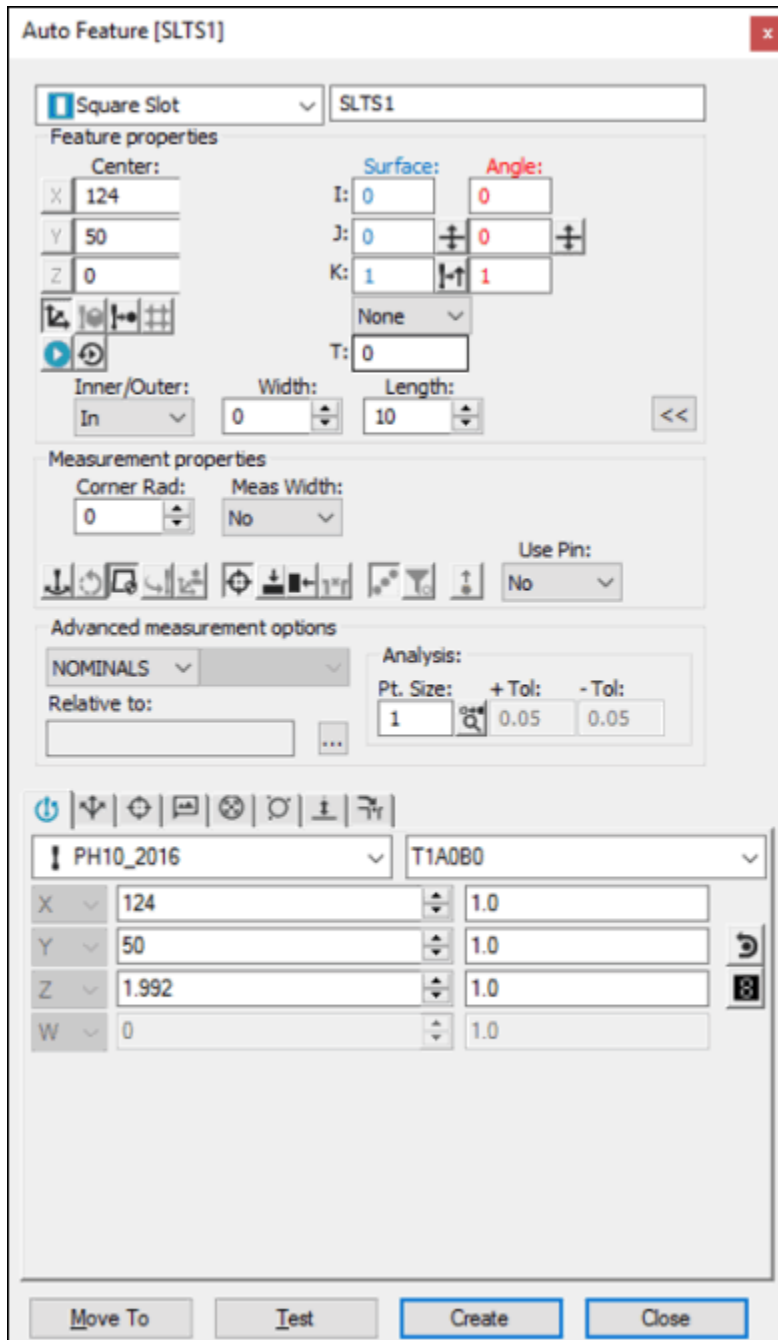 Auto Feature [SLTS1]
x
Square Slot SLTS1
Feature properties
Center: Surface: Angle:
X 124 I: 0 0
Y 50 J: 0 0
Z 0 K: 1 1
None
T: 0
Inner/Outer: Width: Length:
In 0 10 <<
Measurement properties
Corner Rad: Meas Width:
0 No
Use Pin:
No
Advanced measurement options
NOMINALS
Analysis:
Relative to:
Pt. Size: + Tol: - Tol:
1 0.05 0.05
...
PH10_2016 T1A0B0
X 124 1.0
Y 50 1.0
Z 1.992 1.0
W 0 1.0
8
Move To Test Create Close